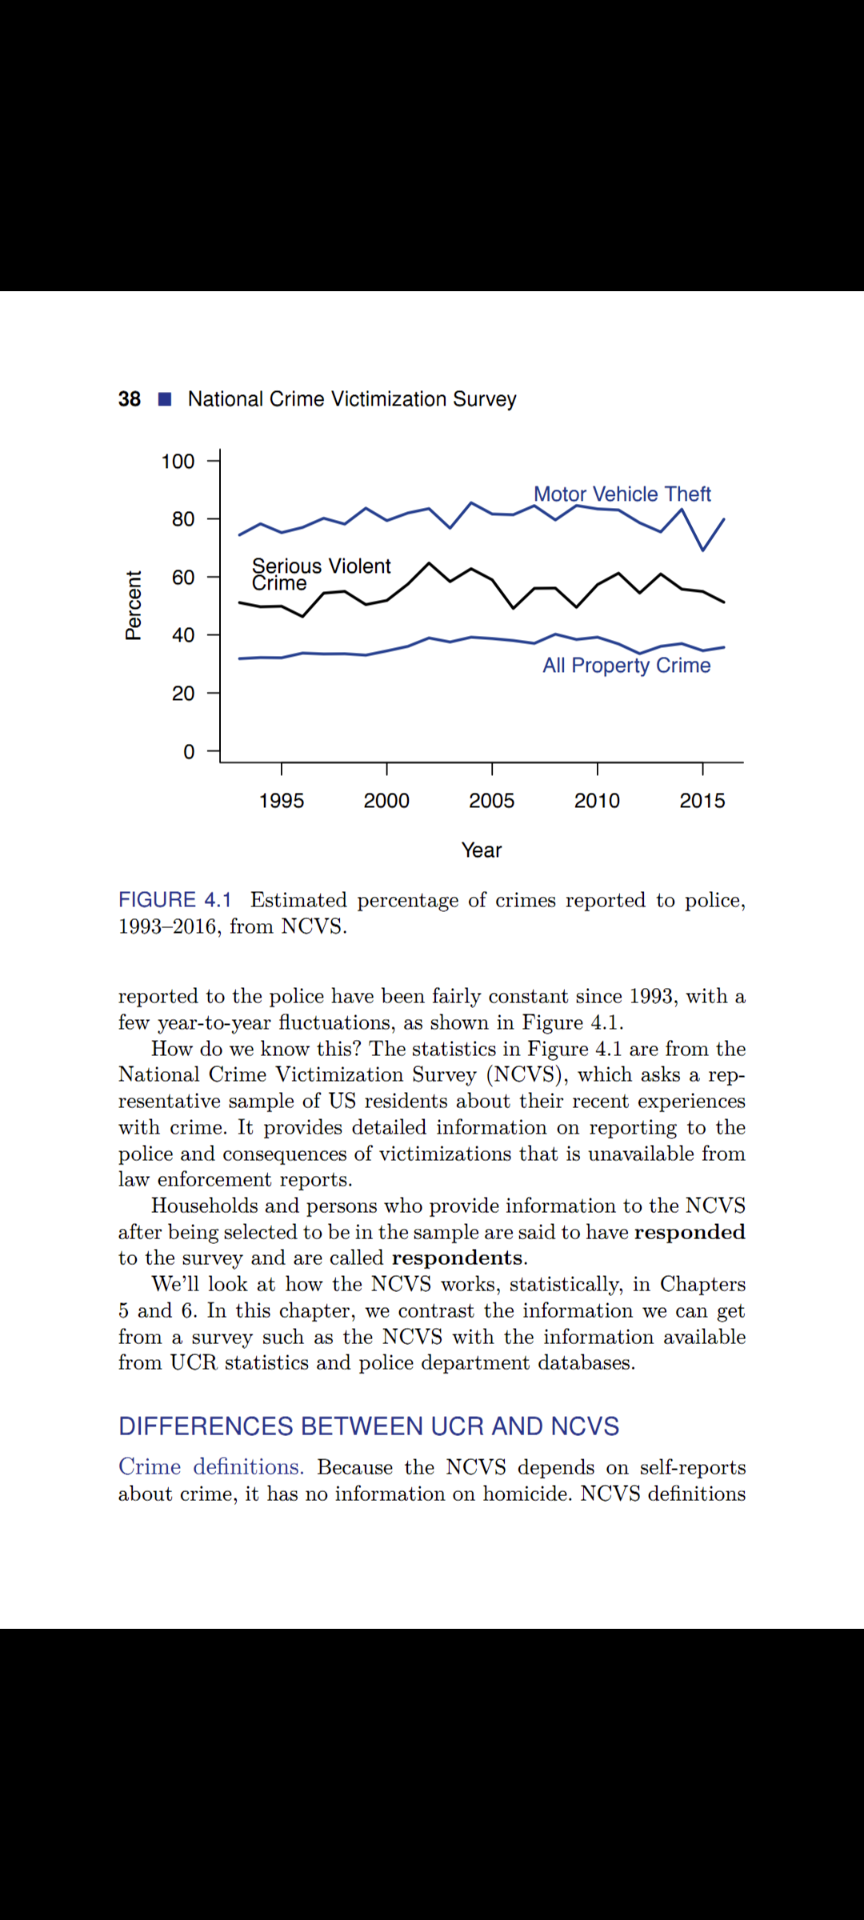 38 ■ National Crime Victimization Survey
100
80
60
40
20
0
Percent
Motor Vehicle Theft
Serious Violent
Crime
All Property Crime
1995 2000 2005 2010 2015
Year
FIGURE 4.1 Estimated percentage of crimes reported to police,
1993–2016, from NCVS.
reported to the police have been fairly constant since 1993, with a
few year-to-year fluctuations, as shown in Figure 4.1.
How do we know this? The statistics in Figure 4.1 are from the
National Crime Victimization Survey (NCVS), which asks a rep-
resentative sample of US residents about their recent experiences
with crime. It provides detailed information on reporting to the
police and consequences of victimizations that is unavailable from
law enforcement reports.
Households and persons who provide information to the NCVS
after being selected to be in the sample are said to have responded
to the survey and are called respondents.
We'll look at how the NCVS works, statistically, in Chapters
5 and 6. In this chapter, we contrast the information we can get
from a survey such as the NCVS with the information available
from UCR statistics and police department databases.
DIFFERENCES BETWEEN UCR AND NCVS
Crime definitions. Because the NCVS depends on self-reports
about crime, it has no information on homicide. NCVS definitions